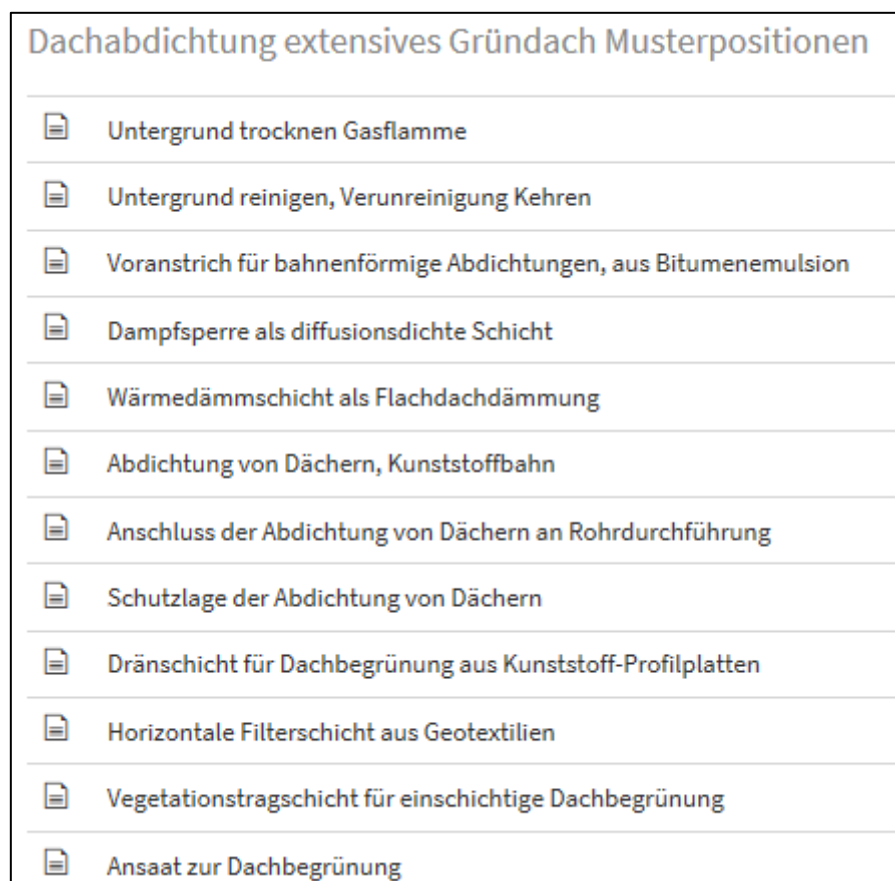 Dachabdichtung extensives Gründach Musterpositionen
Untergrund trocknen Gasflamme
Untergrund reinigen, Verunreinigung Kehren
Voranstrich für bahnenförmige Abdichtungen, aus Bitumenemulsion
Dampfsperre als diffusionsdichte Schicht
Wärmedämmschicht als Flachdachdämmung
Abdichtung von Dächern, Kunststoffbahn
Anschluss der Abdichtung von Dächern an Rohrdurchführung
Schutzlage der Abdichtung von Dächern
Dränschicht für Dachbegrünung aus Kunststoff-Profilplatten
Horizontale Filterschicht aus Geotextilien
Vegetationstragschicht für einschichtige Dachbegrünung
Ansaat zur Dachbegrünung